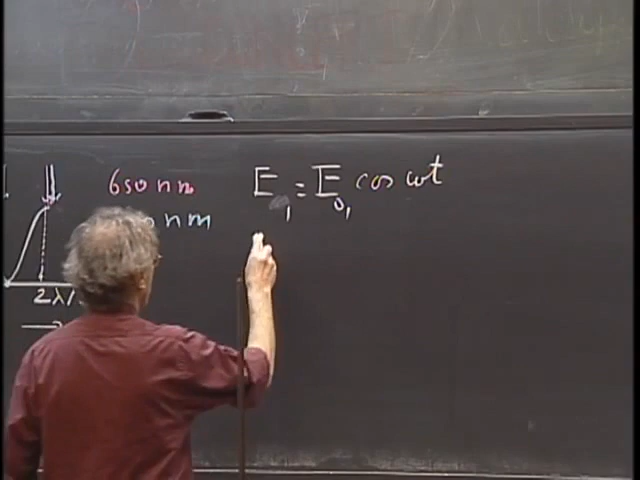 650 nm
E₁ = E₀₁ cos ωt
nm
2λ/